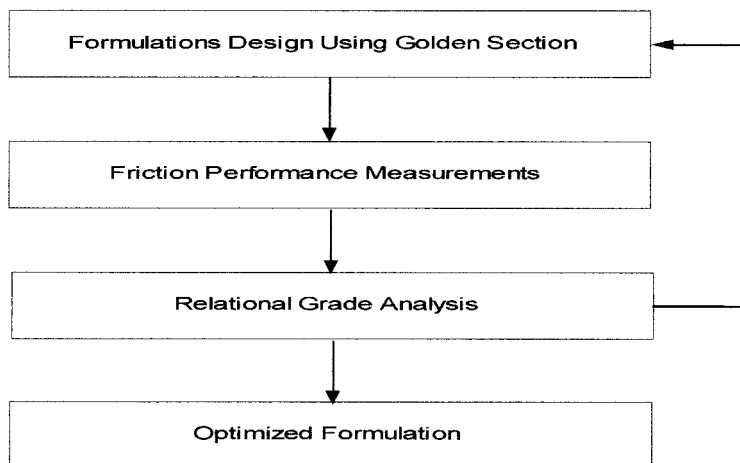 Formulations Design Using Golden Section
Friction Performance Measurements
Relational Grade Analysis
Optimized Formulation